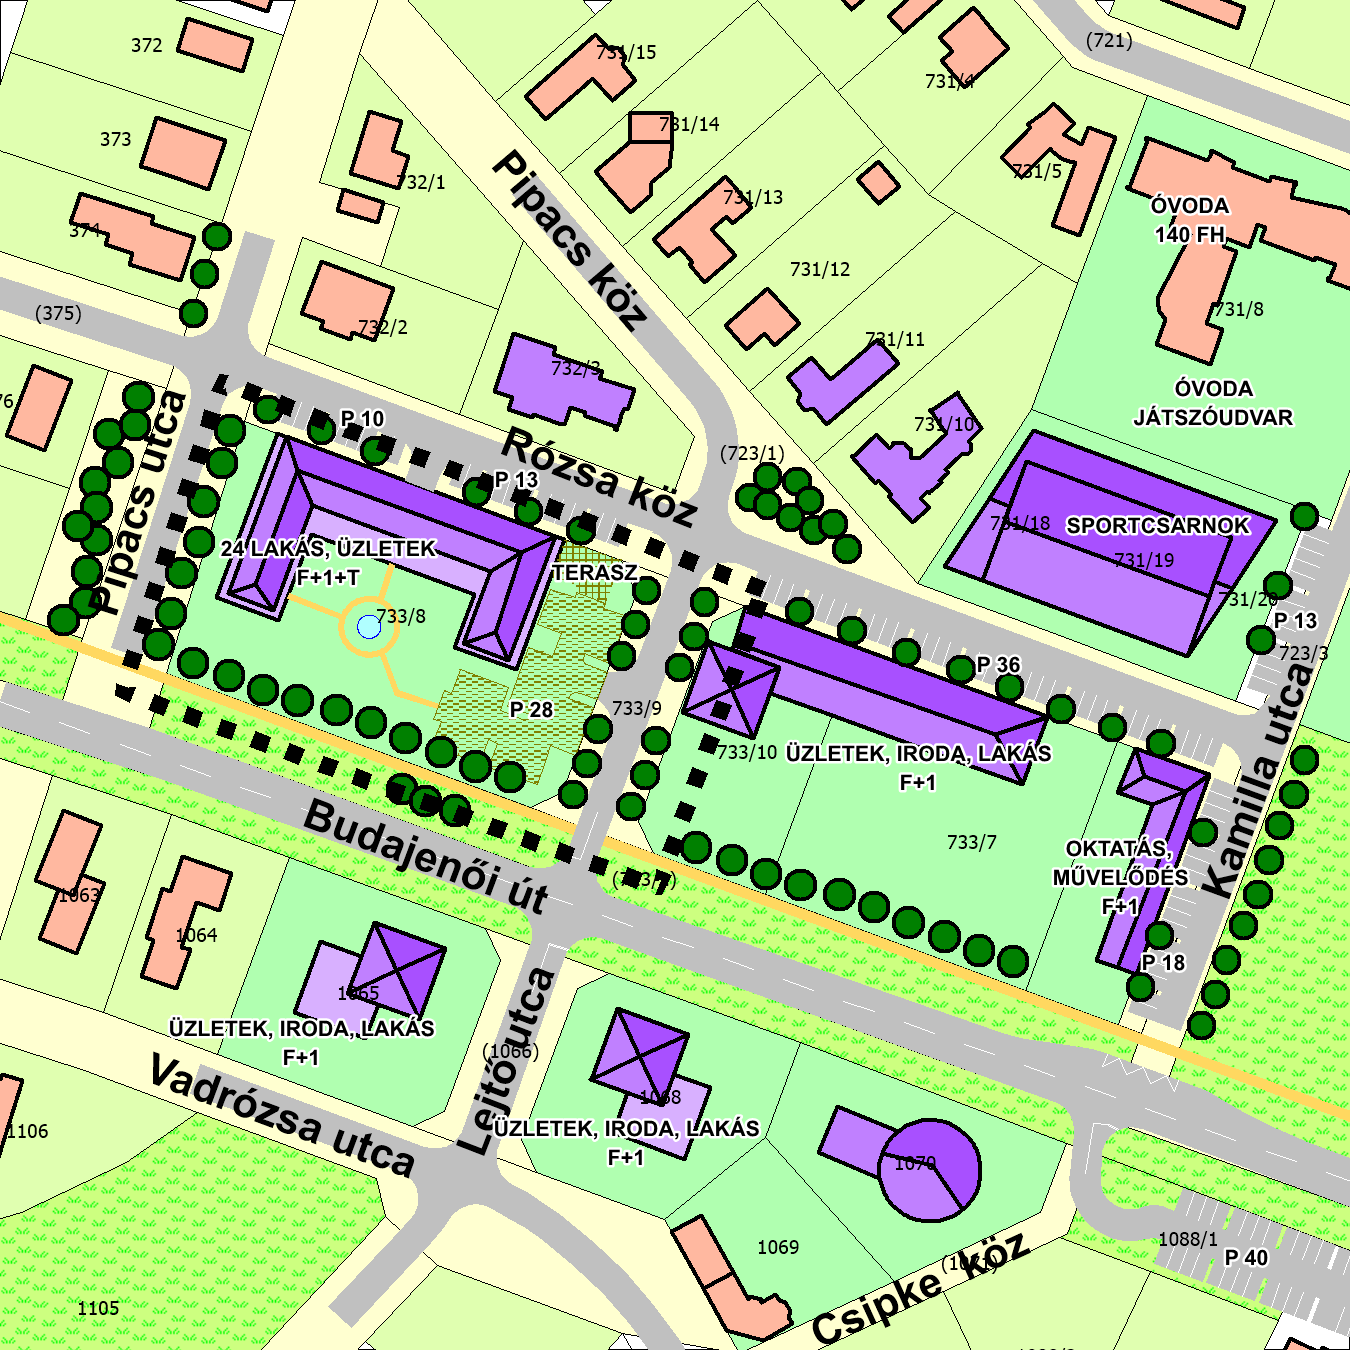 (721)
372
731/15
731/4
731/14
373
731/5
732/1
731/13
ÓVODA
140 FH
374
Pipacs köz
731/12
(375)
731/8
732/2
731/11
732/3
ÓVODA
JÁTSZÓUDVAR
P 10
731/10
Rózsa köz
(723/1)
P 13
Pipacs utca
731/18
SPORTCSARNOK
731/19
24 LAKÁS, ÜZLETEK
F+1+T
TERASZ
731/20
P 13
733/8
723/3
P 36
P 28
733/9
733/10
ÜZLETEK, IRODA, LAKÁS
F+1
Kamilla utca
733/7
OKTATÁS,
MŰVELŐDÉS
F+1
Budajenői út
1063
1064
P 18
1065
ÜZLETEK, IRODA, LAKÁS
F+1
Lejtő utca
(1066)
Vadrózsa utca
1068
ÜZLETEK, IRODA, LAKÁS
F+1
1106
1070
1069
1088/1
P 40
Csipke köz
1105